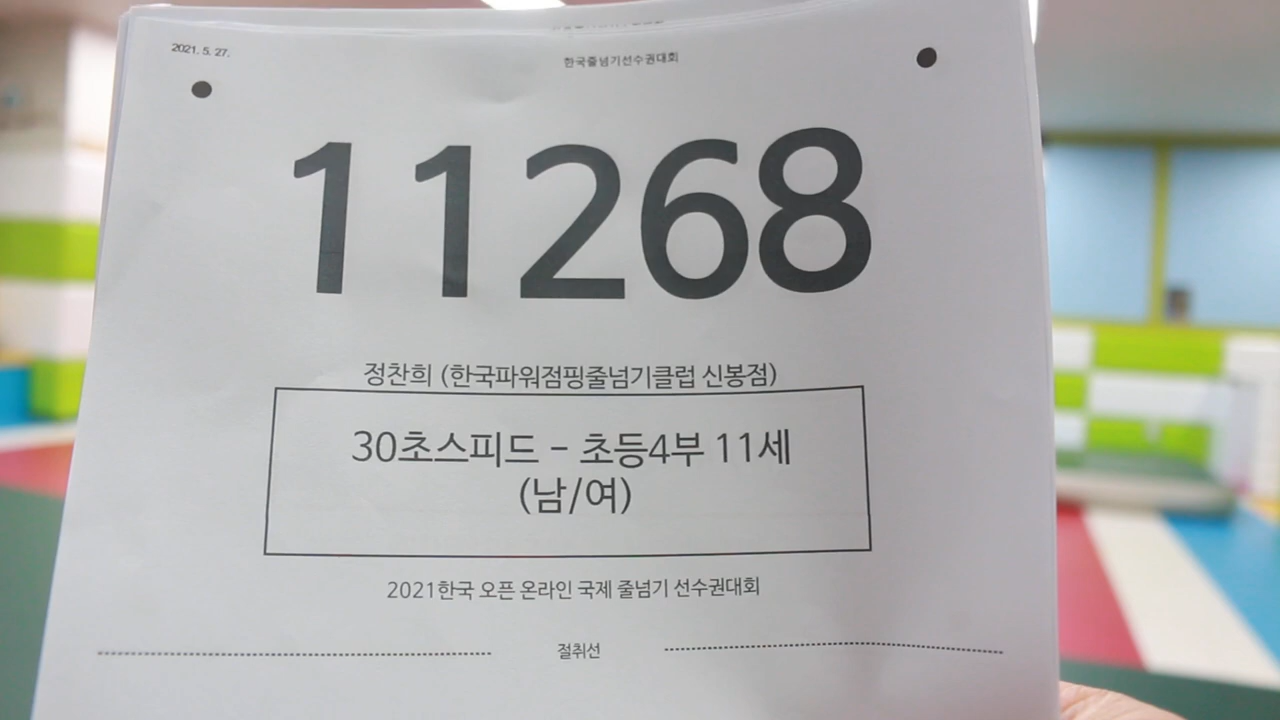 2021. 5. 27.
한국줄넘기선수권대회
11268
정찬희 (한국파워점핑줄넘기클럽 신봉점)
30초스피드 - 초등4부 11세
(남/여)
2021한국 오픈 온라인 국제 줄넘기 선수권대회
절취선